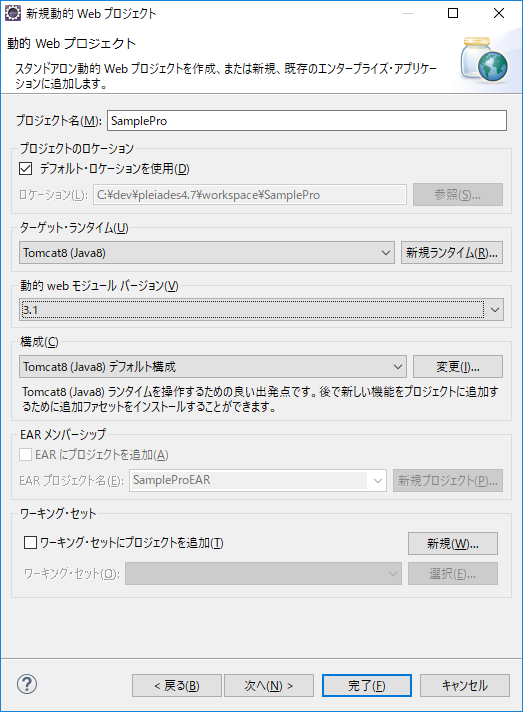 新規動的 Web プロジェクト
動的 Web プロジェクト
スタンドアロン動的 Web プロジェクトを作成、または新規、既存のエンタープライズ・アプリケー
ションに追加します。
プロジェクト名(M): SamplePro
プロジェクトのロケーション
デフォルト・ロケーションを使用(D)
ロケーション(L): C:¥dev¥pleiades4.7¥workspace¥SamplePro 参照(S)...
ターゲット・ランタイム(U)
Tomcat8 (Java8) 新規ランタイム(R)...
動的 web モジュール バージョン(V)
3.1
構成(C)
Tomcat8 (Java8) デフォルト構成 変更(I)...
Tomcat8 (Java8) ランタイムを操作するための良い出発点です。後で新しい機能をプロジェクトに追加す
るために追加ファセットをインストールすることができます。
EAR メンバーシップ
EAR にプロジェクトを追加(A)
EAR プロジェクト名(E): SampleProEAR 新規プロジェクト(P)...
ワーキング・セット
ワーキング・セットにプロジェクトを追加(T) 新規(W)...
ワーキング・セット(O): 選択(E)...
? < 戻る(B) 次へ(N) > 完了(F) キャンセル